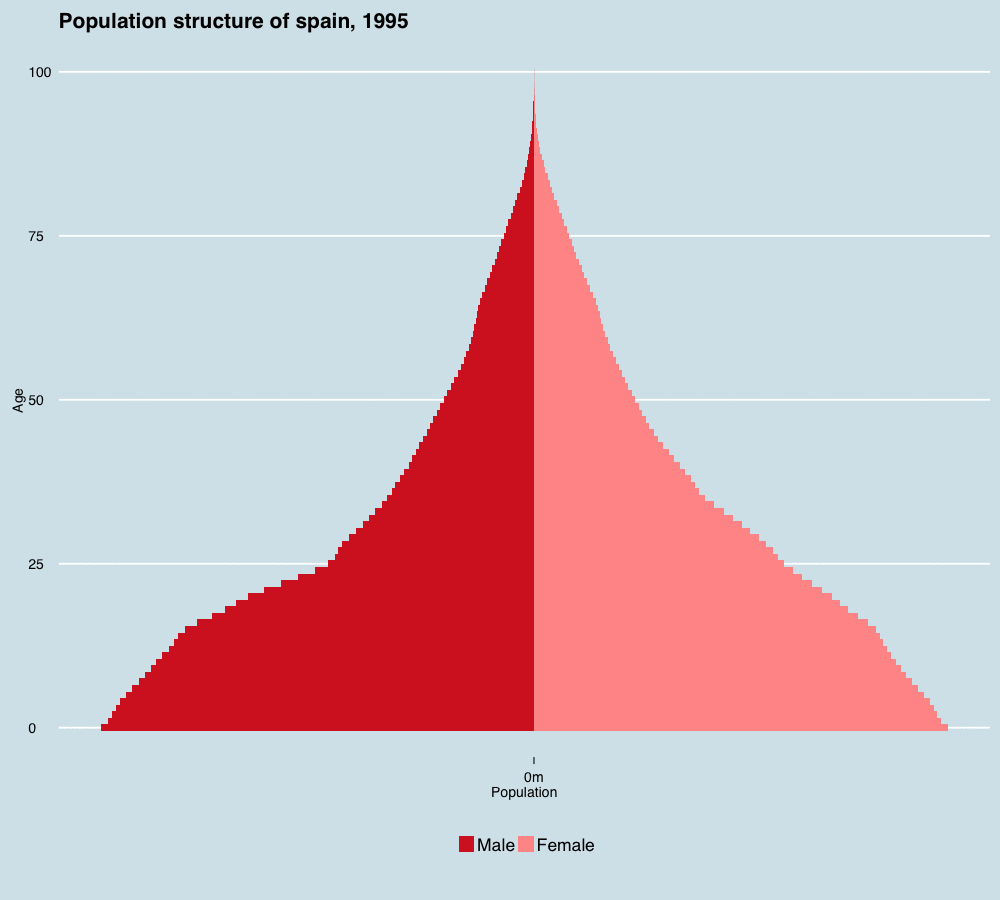 Population structure of spain, 1995
100
75
50
25
0
Age
0m
Population
Male Female